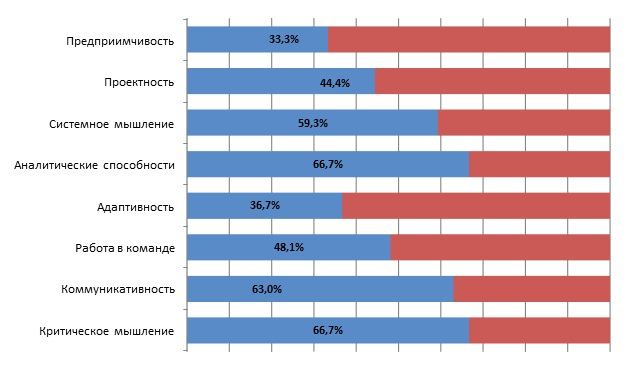 Предприимчивость 33,3%
Проектность 44,4%
Системное мышление 59,3%
Аналитические способности 66,7%
Адаптивность 36,7%
Работа в команде 48,1%
Коммуникативность 63,0%
Критическое мышление 66,7%